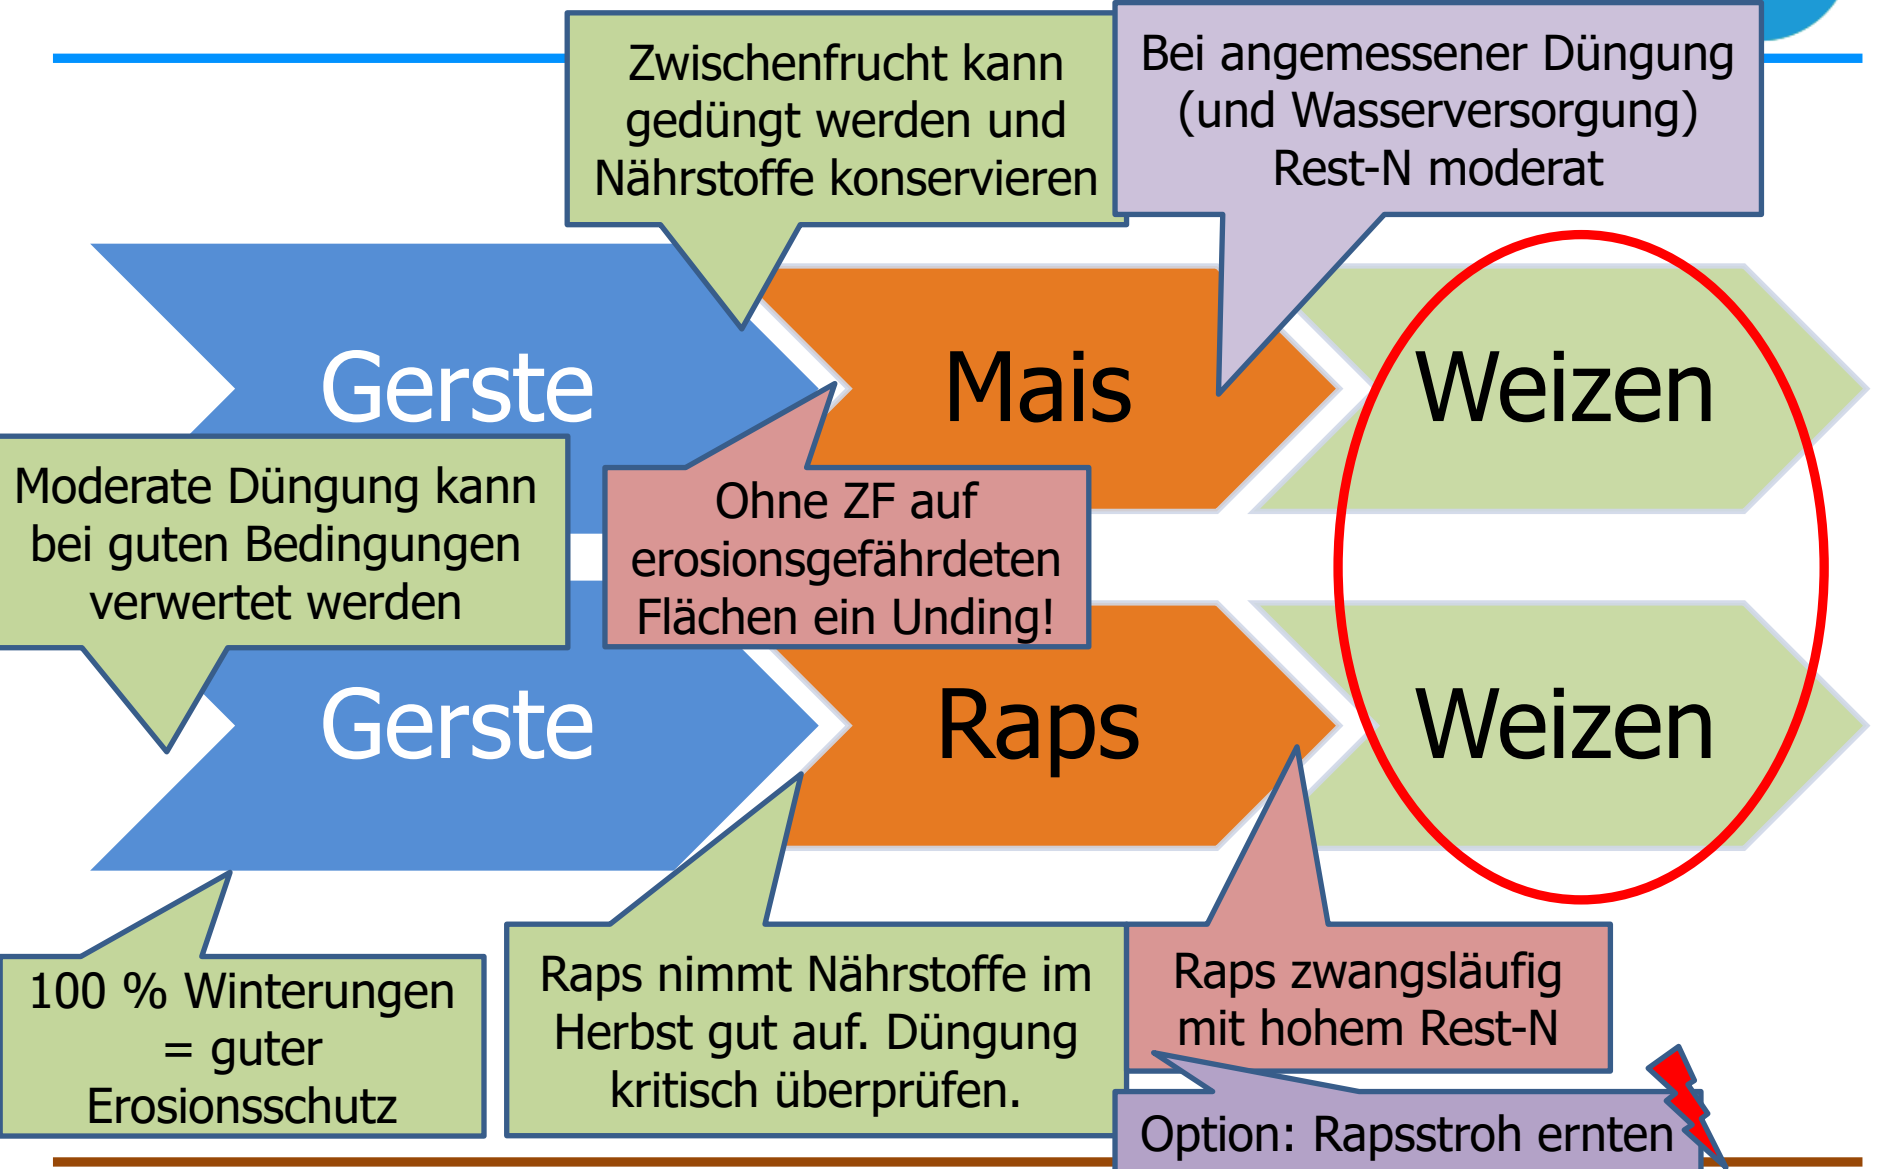 Zwischenfrucht kann
gedüngt werden und
Nährstoffe konservieren
Bei angemessener Düngung
(und Wasserversorgung)
Rest-N moderat
Gerste
Mais
Weizen
Moderate Düngung kann
bei guten Bedingungen
verwertet werden
Ohne ZF auf
erosionsgefährdeten
Flächen ein Unding!
Gerste
Raps
Weizen
100 % Winterungen
= guter
Erosionsschutz
Raps nimmt Nährstoffe im
Herbst gut auf. Düngung
kritisch überprüfen.
Raps zwangsläufig
mit hohem Rest-N
Option: Rapsstroh ernten